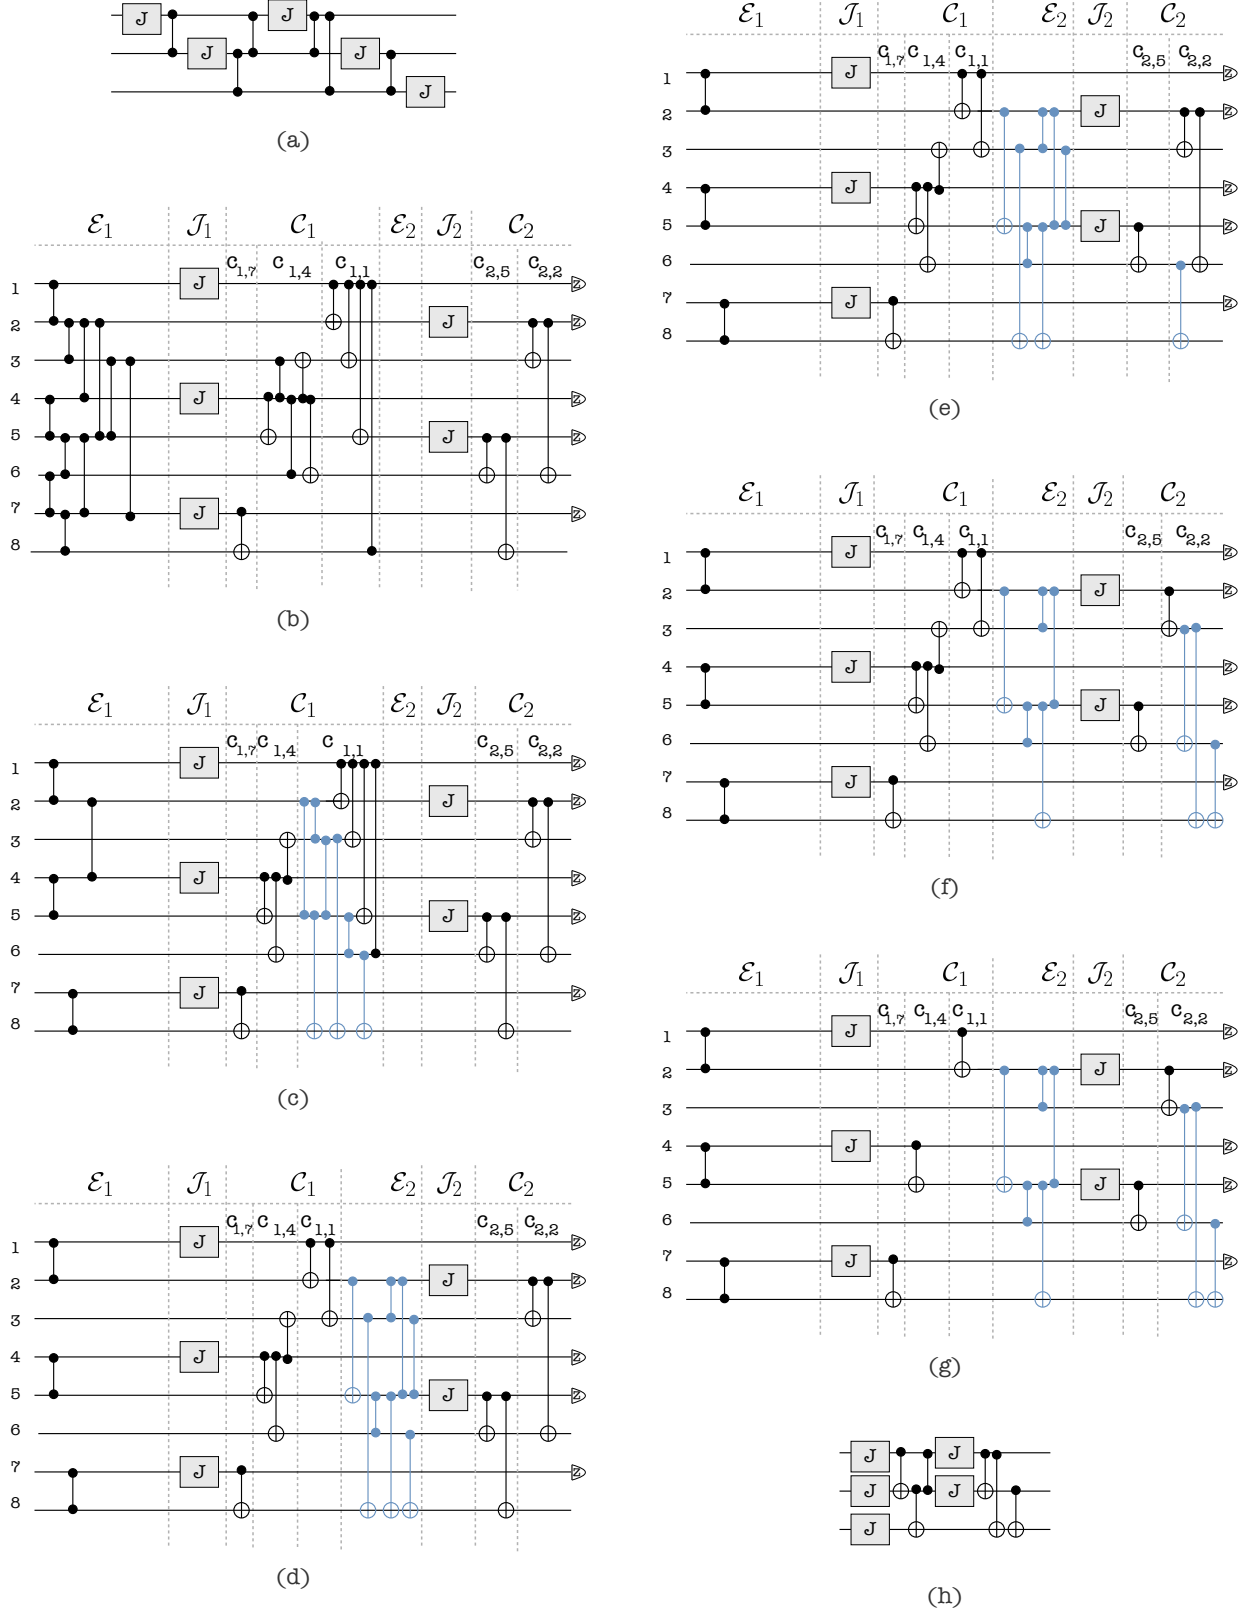 J J J J J
(a)
ℰ₁ 𝒥₁ 𝒞₁ ℰ₂ 𝒥₂ 𝒞₂
C1,7 C1,4 C1,1 C2,5 C2,2
1 J Z
2 J Z
3
4 J Z
5 J Z
6
7 J Z
8
(b)
ℰ₁ 𝒥₁ 𝒞₁ ℰ₂ 𝒥₂ 𝒞₂
C1,7 C1,4 C1,1 C2,5 C2,2
1 J Z
2 J Z
3
4 J Z
5 J Z
6
7 J Z
8
(c)
ℰ₁ 𝒥₁ 𝒞₁ ℰ₂ 𝒥₂ 𝒞₂
C1,7 C1,4 C1,1 C2,5 C2,2
1 J Z
2 J Z
3
4 J Z
5 J Z
6
7 J Z
8
(d)
ℰ₁ 𝒥₁ 𝒞₁ ℰ₂ 𝒥₂ 𝒞₂
C1,7 C1,4 C1,1 C2,5 C2,2
1 J Z
2 J Z
3
4 J Z
5 J Z
6
7 J Z
8
(e)
ℰ₁ 𝒥₁ 𝒞₁ ℰ₂ 𝒥₂ 𝒞₂
C1,7 C1,4 C1,1 C2,5 C2,2
1 J Z
2 J Z
3
4 J Z
5 J Z
6
7 J Z
8
(f)
ℰ₁ 𝒥₁ 𝒞₁ ℰ₂ 𝒥₂ 𝒞₂
C1,7 C1,4 C1,1 C2,5 C2,2
1 J Z
2 J Z
3
4 J Z
5 J Z
6
7 J Z
8
(g)
J J
J J
J
(h)